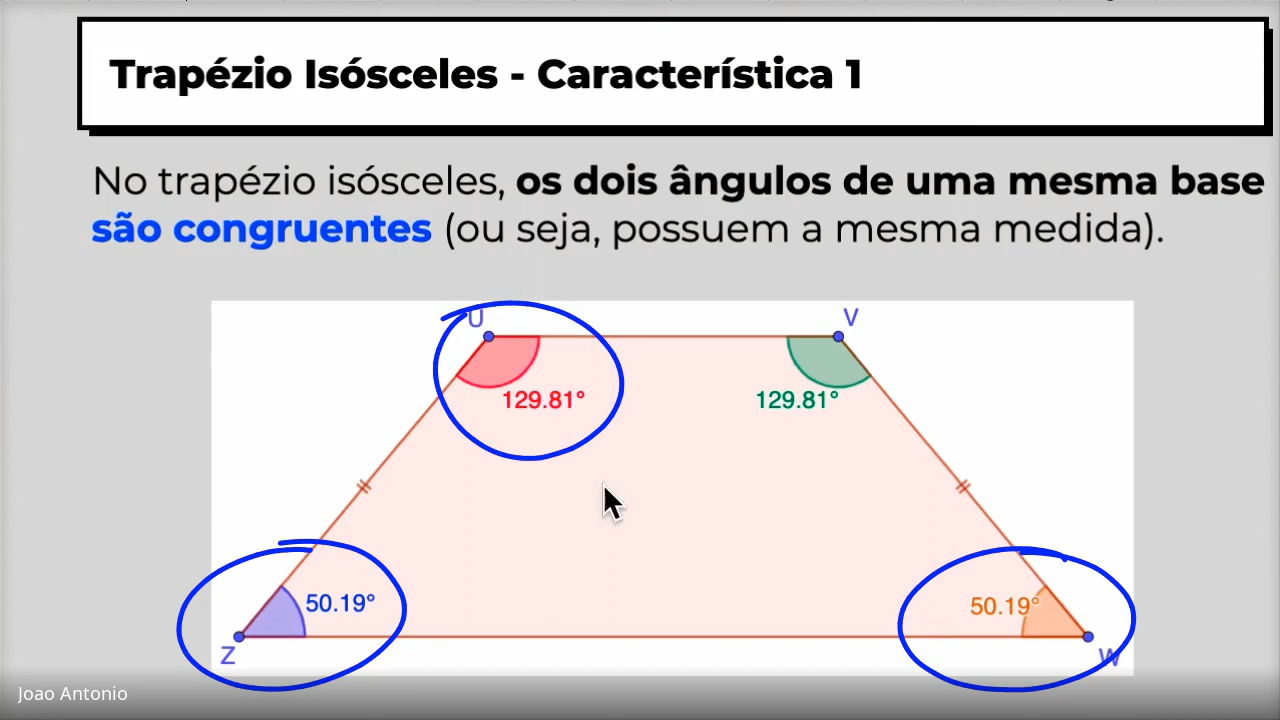 Trapézio Isósceles - Característica 1
No trapézio isósceles, os dois ângulos de uma mesma base
são congruentes (ou seja, possuem a mesma medida).
U V
129.81° 129.81°
50.19° 50.19°
Z W
Joao Antonio